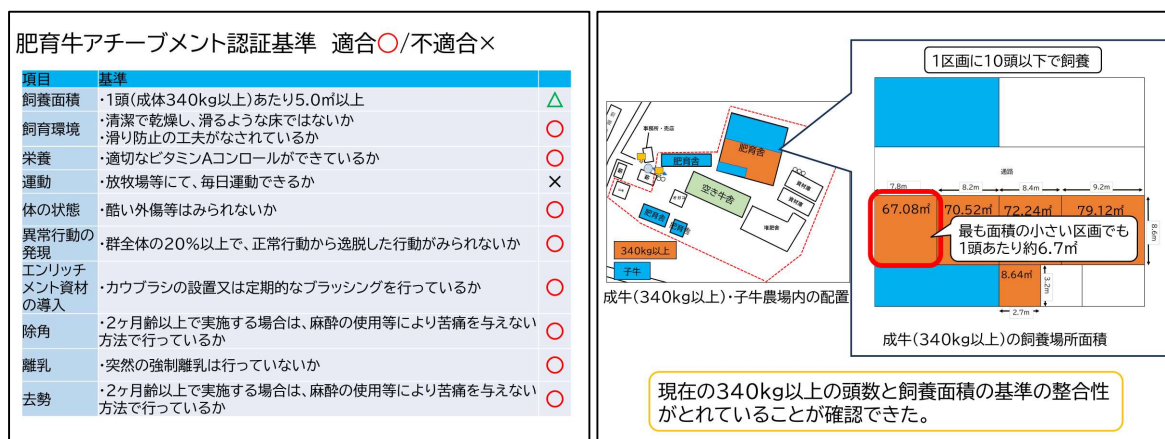 肥育牛アチーブメント認証基準 適合○/不適合×
項目 基準
飼養面積 ・1頭(成体340kg以上)あたり5.0㎡以上 △
飼育環境 ・清潔で乾燥し、滑るような床ではないか
・滑り防止の工夫がなされているか ○
栄養 ・適切なビタミンAコンロールができているか ○
運動 ・放牧場等にて、毎日運動できるか ×
体の状態 ・酷い外傷等はみられないか ○
異常行動の
発現 ・群全体の20%以上で、正常行動から逸脱した行動がみられないか ○
エンリッチ
メント資材
の導入 ・カウブラシの設置又は定期的なブラッシングを行っているか ○
除角 ・2ヶ月齢以上で実施する場合は、麻酔の使用等により苦痛を与えない
方法で行っているか ○
離乳 ・突然の強制離乳は行っていないか ○
去勢 ・2ヶ月齢以上で実施する場合は、麻酔の使用等により苦痛を与えない
方法で行っているか ○
1区画に10頭以下で飼養
事務所・売店
肥育舎
肥育舎
空き牛舎
資材庫
資材庫
堆肥舎
肥育舎
肥育舎
340kg以上
子牛
成牛(340kg以上)・子牛農場内の配置
通路
7.8m
8.2m
8.4m
9.2m
67.08㎡
70.52㎡
72.24㎡
79.12㎡
8.6m
最も面積の小さい区画でも
1頭あたり約6.7㎡
8.64㎡
3.2m
2.7m
成牛(340kg以上)の飼養場所面積
現在の340kg以上の頭数と飼養面積の基準の整合性
がとれていることが確認できた。